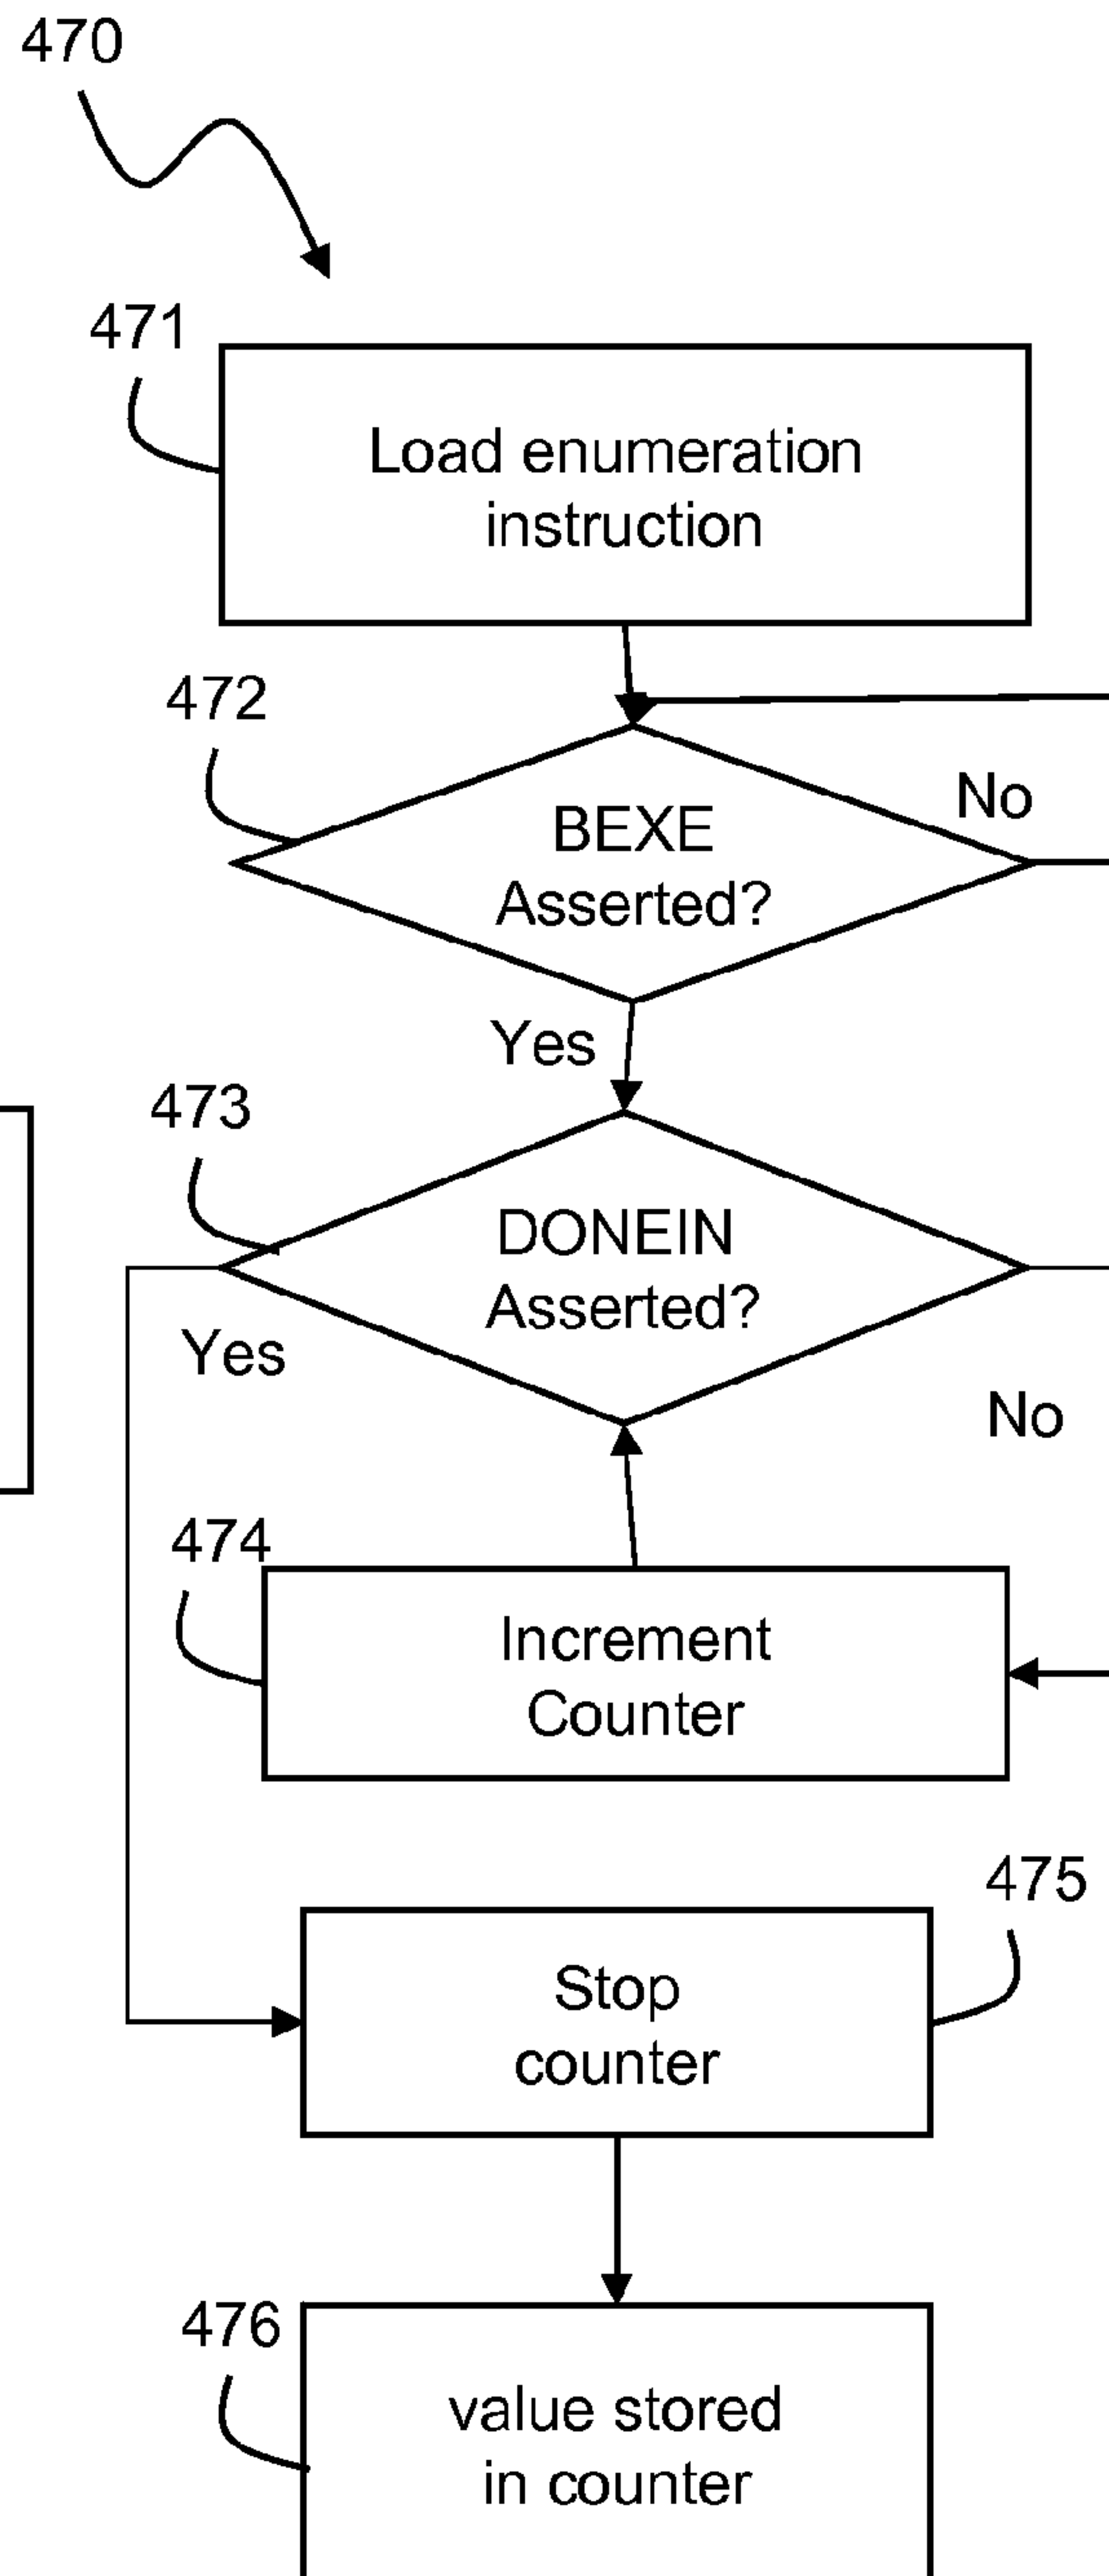 470
471
Load enumeration
instruction
472
No
BEXE
Asserted?
Yes
473
DONEIN
Asserted?
Yes
No
474
Increment
Counter
475
Stop
counter
476
value stored
in counter